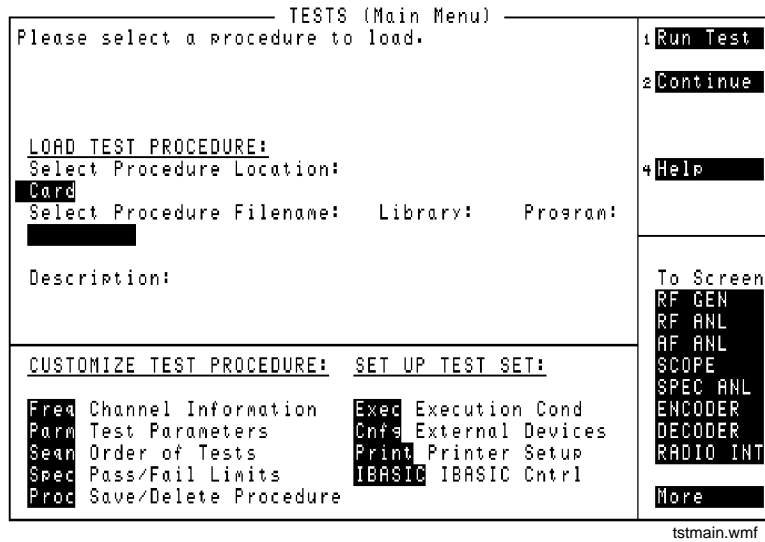 TESTS (Main Menu)
Please select a procedure to load.
1 Run Test
2 Continue
LOAD TEST PROCEDURE:
Select Procedure Location:
4 Help
Card
Select Procedure Filename: Library: Program:
Description:
To Screen
RF GEN
RF ANL
AF ANL
SCOPE
SPEC ANL
ENCODER
DECODER
RADIO INT
More
CUSTOMIZE TEST PROCEDURE: SET UP TEST SET:
Freq Channel Information Exec Execution Cond
Parm Test Parameters Cnfg External Devices
Seqn Order of Tests Print Printer Setup
Spec Pass/Fail Limits IBASIC IBASIC Cntrl
Proc Save/Delete Procedure
tstmain.wmf